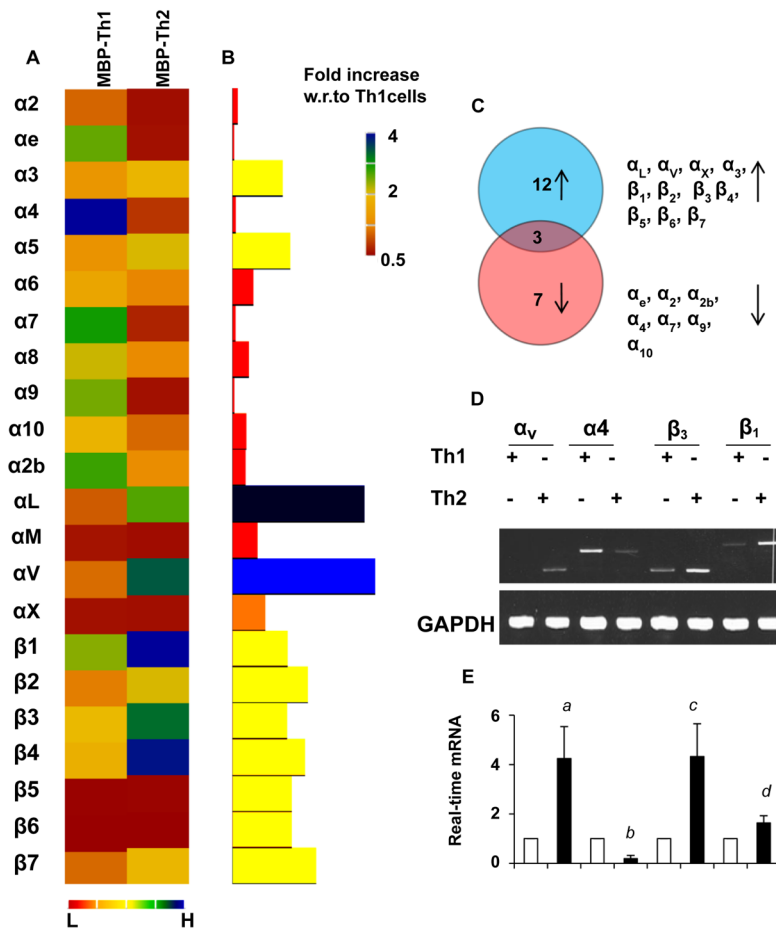 A
MBP-Th1
MBP-Th2
B
Fold increase
w.r.to Th1cells
4
2
0.5
α2
αe
α3
α4
α5
α6
α7
α8
α9
α10
α2b
αL
αM
αV
αX
β1
β2
β3
β4
β5
β6
β7
L H
C
12
3
7
αL, αV, αX, α3,
β1, β2, β3 β4,
β5, β6, β7
αe, α2, α2b,
α4, α7, α9,
α10
D
αV α4 β3 β1
Th1 + - + - + - + -
Th2 - + - + - + - +
GAPDH
E
Real-time mRNA
6
4
2
0
a
b
c
d